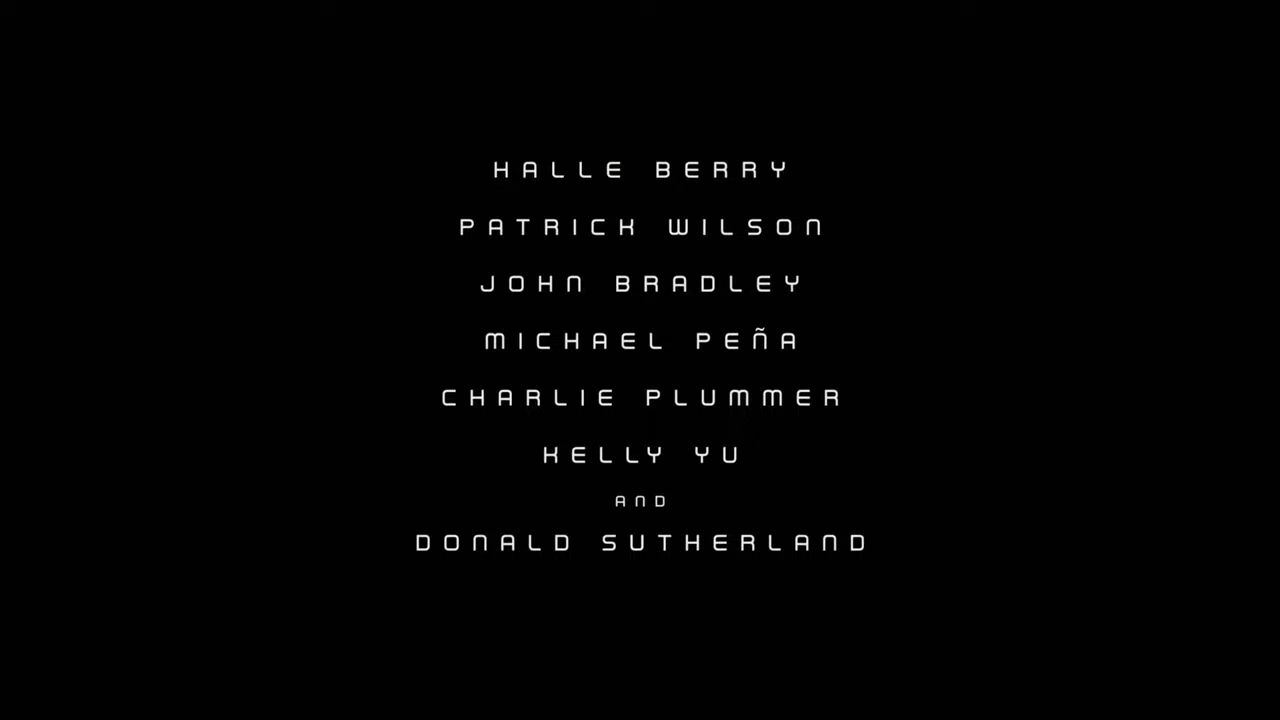 HALLE BERRY
PATRICK WILSON
JOHN BRADLEY
MICHAEL PEÑA
CHARLIE PLUMMER
KELLY YU
AND
DONALD SUTHERLAND